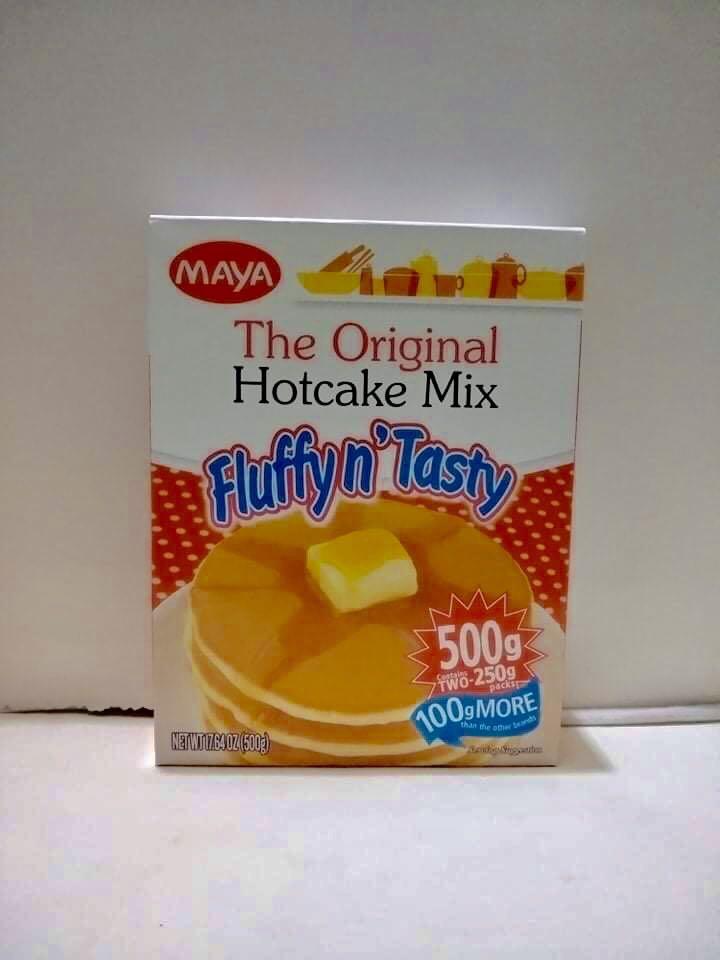 MAYA
The Original
Hotcake Mix
Fluffy n' Tasty
500g
Contains
TWO-250g
packs
100g MORE
than the other brands
NET WT 17.64 OZ (500g)
Serving Suggestion